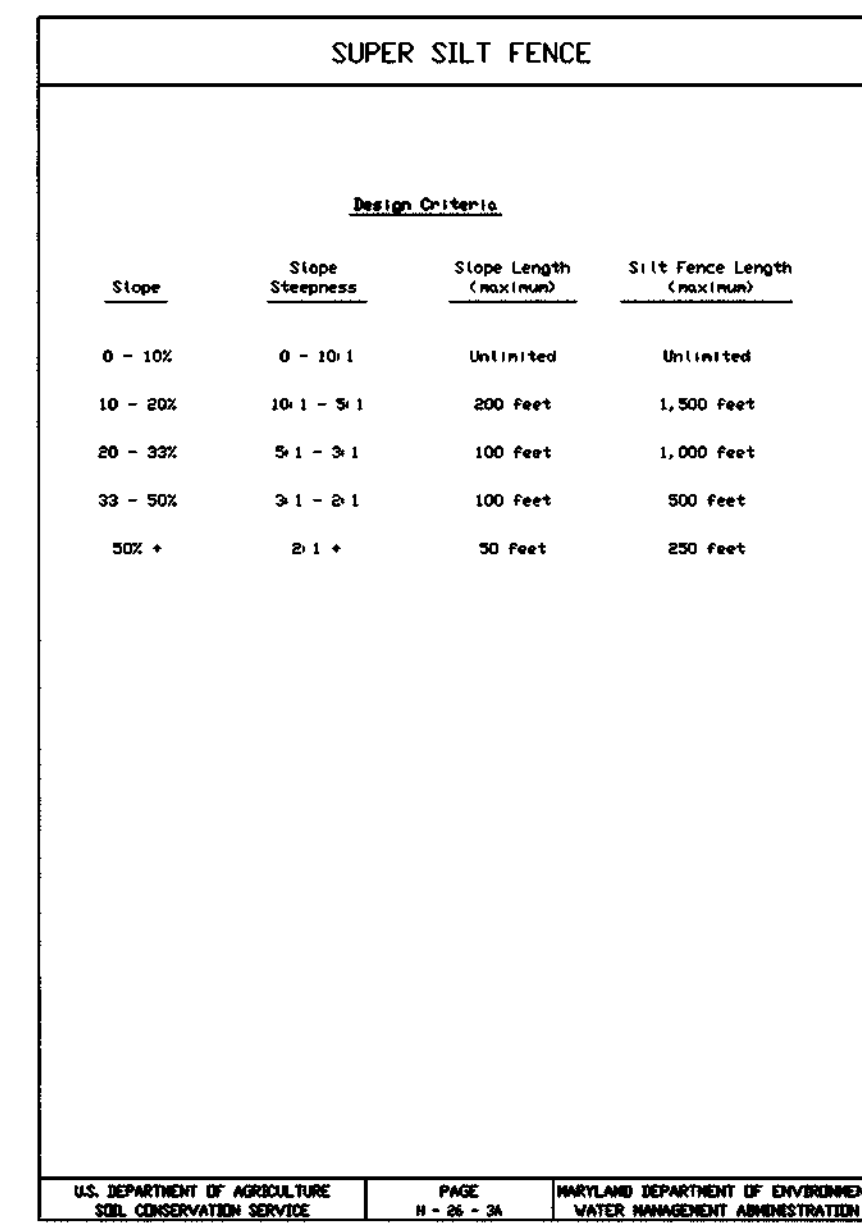 SUPER SILT FENCE
Design Criteria
Slope Slope Steepness Slope Length (maximum) Silt Fence Length (maximum)
0 - 10% 0 - 10:1 Unlimited Unlimited
10 - 20% 10:1 - 5:1 200 feet 1,500 feet
20 - 33% 5:1 - 3:1 100 feet 1,000 feet
33 - 50% 3:1 - 2:1 100 feet 500 feet
50% + 2:1 + 50 feet 250 feet
U.S. DEPARTMENT OF AGRICULTURE
SOIL CONSERVATION SERVICE
PAGE
H - 26 - 3A
MARYLAND DEPARTMENT OF ENVIRONMEN
WATER MANAGEMENT ADMINISTRATION